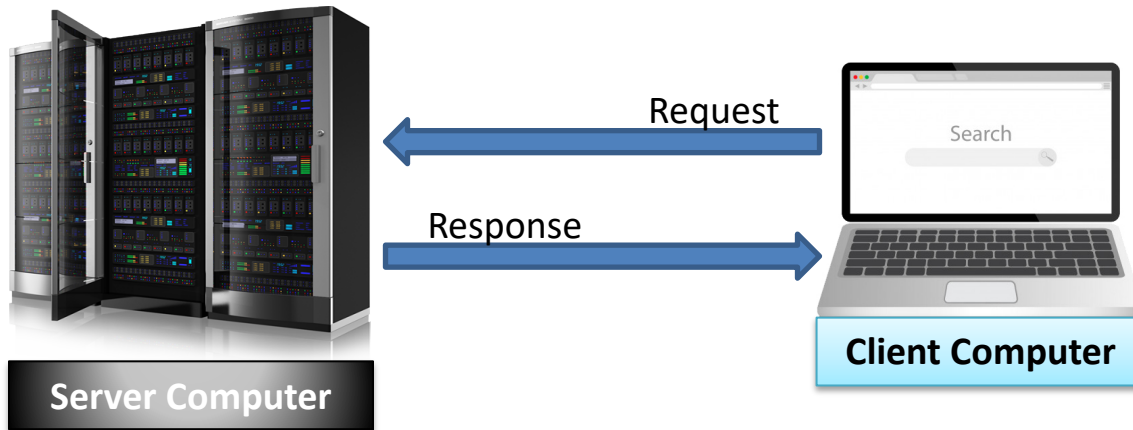 Request
Search
Response
Client Computer
Server Computer